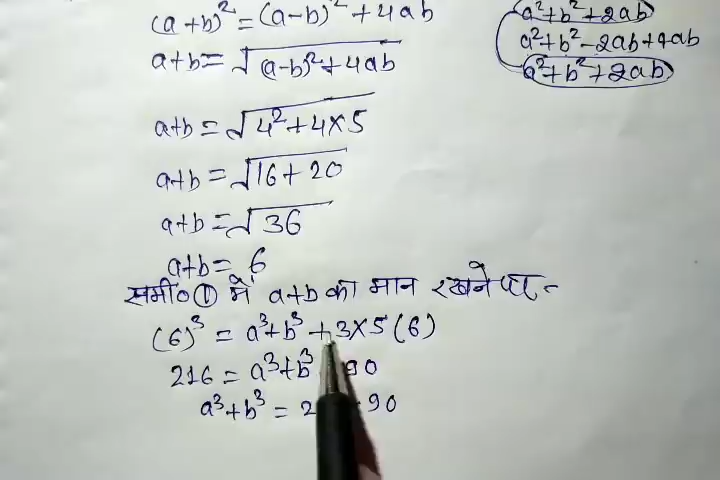 (a+b)² = (a-b)² + 4ab
a+b = √(a-b)²+4ab
a²+b²+2ab
a²+b²-2ab+4ab
a²+b²+2ab
a+b = √4²+4×5
a+b = √16+20
a+b = √36
a+b = 6
समी० ① में a+b का मान रखने पर -
(6)³ = a³+b³ + 3×5 (6)
216 = a³+b³ 90
a³+b³ = 2 90